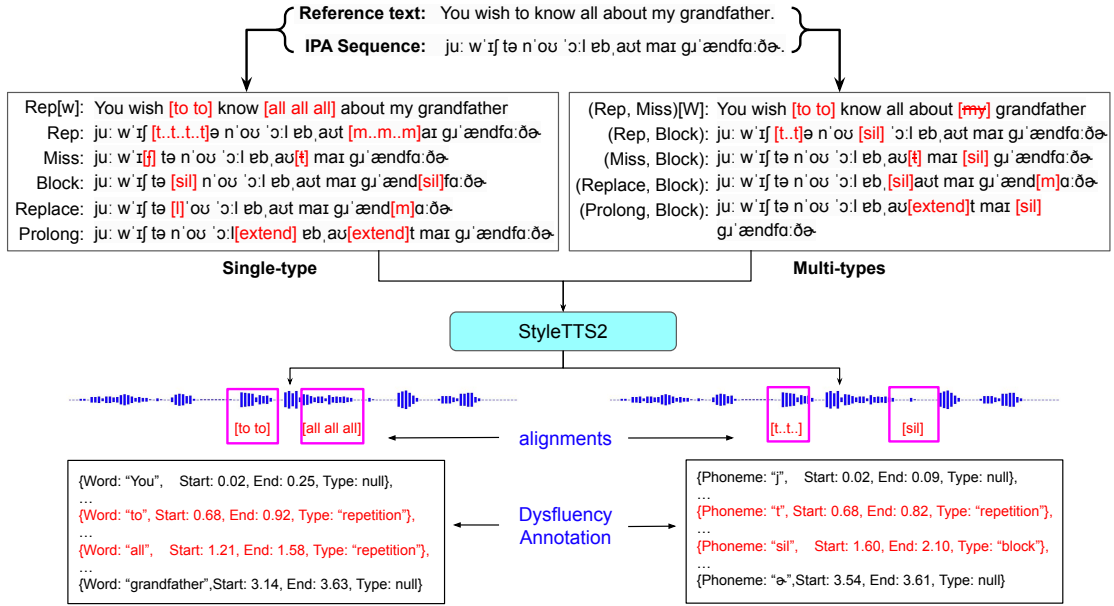 Reference text: You wish to know all about my grandfather.
IPA Sequence: juː wˈɪʃ tə nˈoʊ ˈɔːl ɐbˌaʊt maɪ ɡɹˈændfɑːðɚ.
Rep[w]: You wish [to to] know [all all all] about my grandfather
Rep: juː wˈɪʃ [t..t..t..t]ə nˈoʊ ˈɔːl ɐbˌaʊt [m..m..m]aɪ ɡɹˈændfɑːðɚ
Miss: juː wˈɪ[ʃ] tə nˈoʊ ˈɔːl ɐbˌaʊ[t] maɪ ɡɹˈændfɑːðɚ
Block: juː wˈɪʃ tə [sil] nˈoʊ ˈɔːl ɐbˌaʊt maɪ ɡɹˈænd[sil]fɑːðɚ
Replace: juː wˈɪʃ tə [l]ˈoʊ ˈɔːl ɐbˌaʊt maɪ ɡɹˈænd[m]ɑːðɚ
Prolong: juː wˈɪʃ tə nˈoʊ ˈɔːl[extend] ɐbˌaʊ[extend]t maɪ ɡɹˈændfɑːðɚ
Single-type
(Rep, Miss)[W]: You wish [to to] know all about [my] grandfather
(Rep, Block): juː wˈɪʃ [t..t]ə nˈoʊ [sil] ˈɔːl ɐbˌaʊt maɪ ɡɹˈændfɑːðɚ
(Miss, Block): juː wˈɪʃ tə nˈoʊ ˈɔːl ɐbˌaʊ[t] maɪ [sil] ɡɹˈændfɑːðɚ
(Replace, Block): juː wˈɪʃ tə nˈoʊ ˈɔːl ɐbˌ[sil]aʊt maɪ ɡɹˈænd[m]ɑːðɚ
(Prolong, Block): juː wˈɪʃ tə nˈoʊ ˈɔːl ɐbˌaʊ[extend]t maɪ [sil]
ɡɹˈændfɑːðɚ
Multi-types
StyleTTS2
[to to]
[all all all]
alignments
[t..t..]
[sil]
{Word: “You”, Start: 0.02, End: 0.25, Type: null},
…
{Word: “to”, Start: 0.68, End: 0.92, Type: “repetition”},
…
{Word: “all”, Start: 1.21, End: 1.58, Type: “repetition”},
…
{Word: “grandfather”,Start: 3.14, End: 3.63, Type: null}
Dysfluency
Annotation
{Phoneme: “j”, Start: 0.02, End: 0.09, Type: null},
…
{Phoneme: “t”, Start: 0.68, End: 0.82, Type: “repetition”},
…
{Phoneme: “sil”, Start: 1.60, End: 2.10, Type: “block”},
…
{Phoneme: “ɚ”,Start: 3.54, End: 3.61, Type: null}